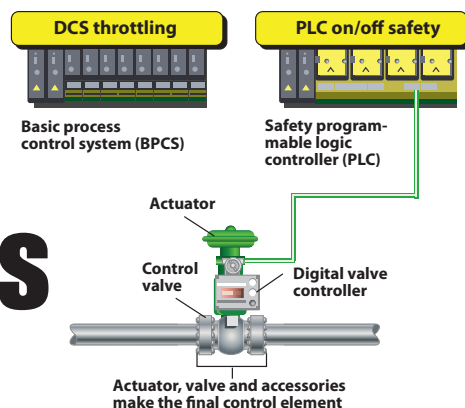 DCS throttling
PLC on/off safety
Basic process
control system (BPCS)
Safety program-
mable logic
controller (PLC)
Actuator
S
Control
valve
Digital valve
controller
Actuator, valve and accessories
make the final control element